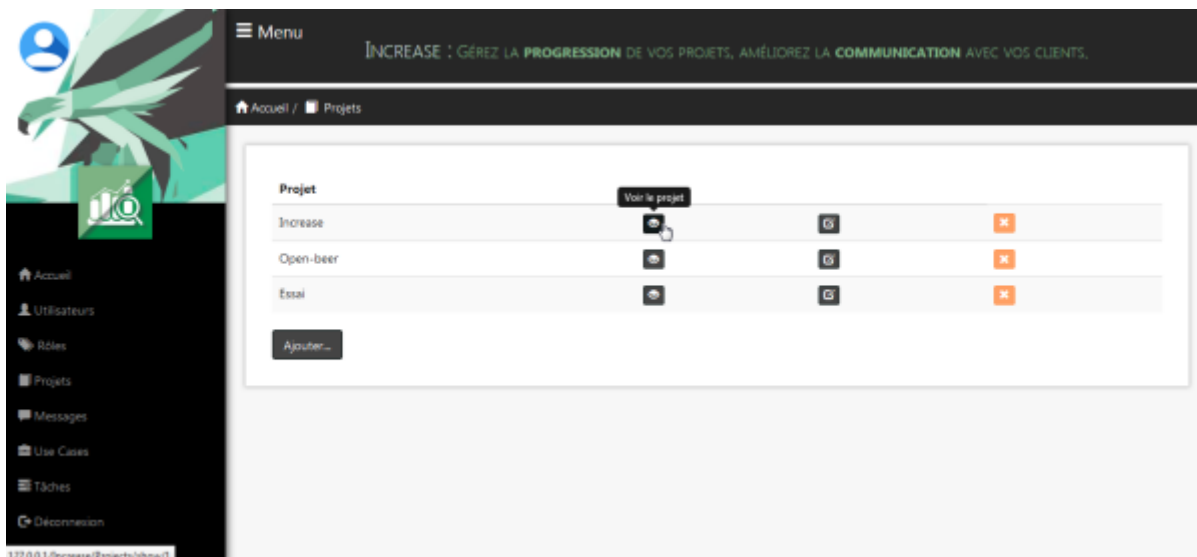 Menu
INCREASE : GÉREZ LA PROGRESSION DE VOS PROJETS, AMÉLIOREZ LA COMMUNICATION AVEC VOS CLIENTS.
Accueil / Projets
Projet
Voir le projet
Increase
Open-beer
Essai
Ajouter...
Accueil
Utilisateurs
Rôles
Projets
Messages
Use Cases
Tâches
Déconnexion